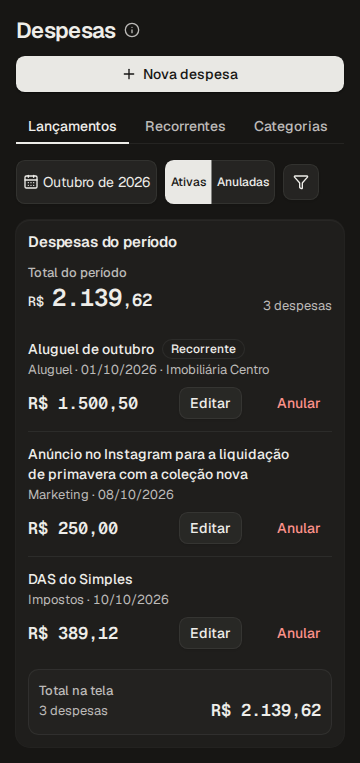 Despesas
Nova despesa
Lançamentos Recorrentes Categorias
Outubro de 2026 Ativas Anuladas
Despesas do período
Total do período
R$ 2.139,62 3 despesas
Aluguel de outubro Recorrente
Aluguel · 01/10/2026 · Imobiliária Centro
R$ 1.500,50 Editar Anular
Anúncio no Instagram para a liquidação
de primavera com a coleção nova
Marketing · 08/10/2026
R$ 250,00 Editar Anular
DAS do Simples
Impostos · 10/10/2026
R$ 389,12 Editar Anular
Total na tela
3 despesas R$ 2.139,62